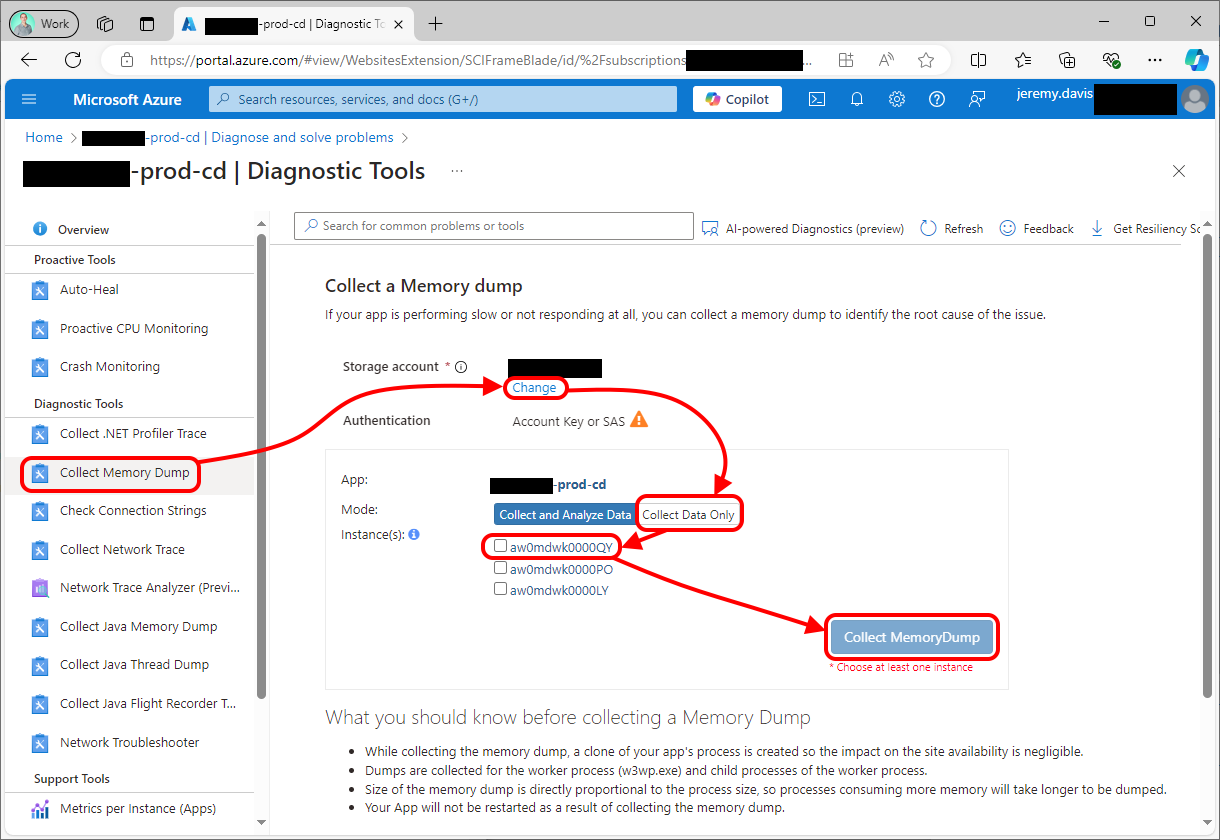 Work
-prod-cd | Diagnostic To
https://portal.azure.com/#view/WebsitesExtension/SCIFrameBlade/id/%2Fsubscriptions ...
Microsoft Azure
Search resources, services, and docs (G+/)
Copilot
jeremy.davis
Home > -prod-cd | Diagnose and solve problems >
-prod-cd | Diagnostic Tools ...
Overview
Proactive Tools
Auto-Heal
Proactive CPU Monitoring
Crash Monitoring
Diagnostic Tools
Collect .NET Profiler Trace
Collect Memory Dump
Check Connection Strings
Collect Network Trace
Network Trace Analyzer (Previ...
Collect Java Memory Dump
Collect Java Thread Dump
Collect Java Flight Recorder T...
Network Troubleshooter
Support Tools
Metrics per Instance (Apps)
Search for common problems or tools
AI-powered Diagnostics (preview)
Refresh
Feedback
Get Resiliency Sc
Collect a Memory dump
If your app is performing slow or not responding at all, you can collect a memory dump to identify the root cause of the issue.
Storage account *
Change
Authentication
Account Key or SAS
App:
-prod-cd
Mode:
Collect and Analyze Data
Collect Data Only
Instance(s):
aw0mdwk0000QY
aw0mdwk0000PO
aw0mdwk0000LY
Collect MemoryDump
* Choose at least one instance
What you should know before collecting a Memory Dump
• While collecting the memory dump, a clone of your app's process is created so the impact on the site availability is negligible.
• Dumps are collected for the worker process (w3wp.exe) and child processes of the worker process.
• Size of the memory dump is directly proportional to the process size, so processes consuming more memory will take longer to be dumped.
• Your App will not be restarted as a result of collecting the memory dump.